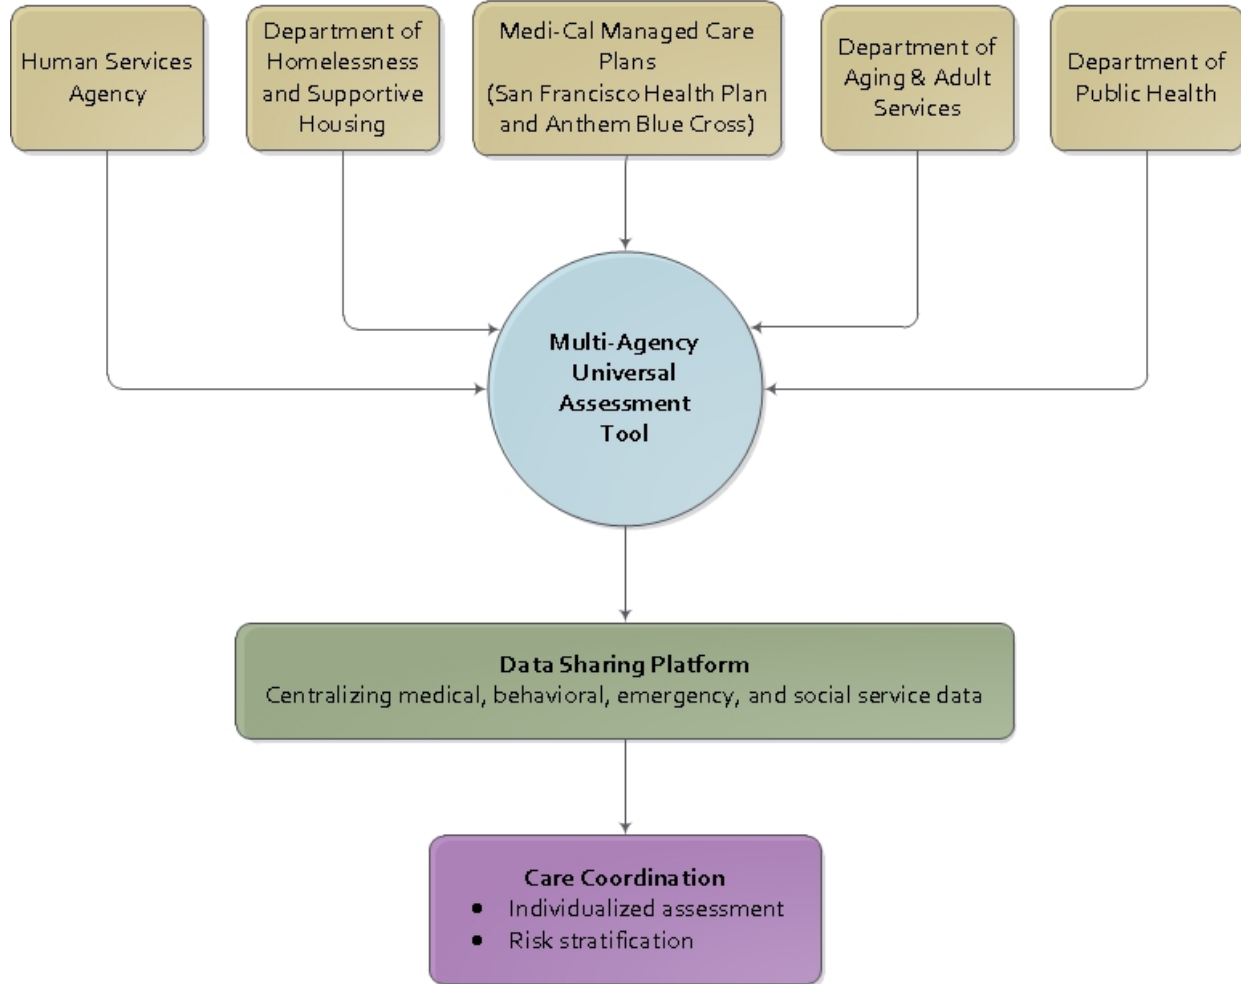 Human Services
Agency
Department of
Homelessness
and Supportive
Housing
Medi-Cal Managed Care
Plans
(San Francisco Health Plan
and Anthem Blue Cross)
Department of
Aging & Adult
Services
Department of
Public Health
Multi-Agency
Universal
Assessment
Tool
Data Sharing Platform
Centralizing medical, behavioral, emergency, and social service data
Care Coordination
● Individualized assessment
● Risk stratification